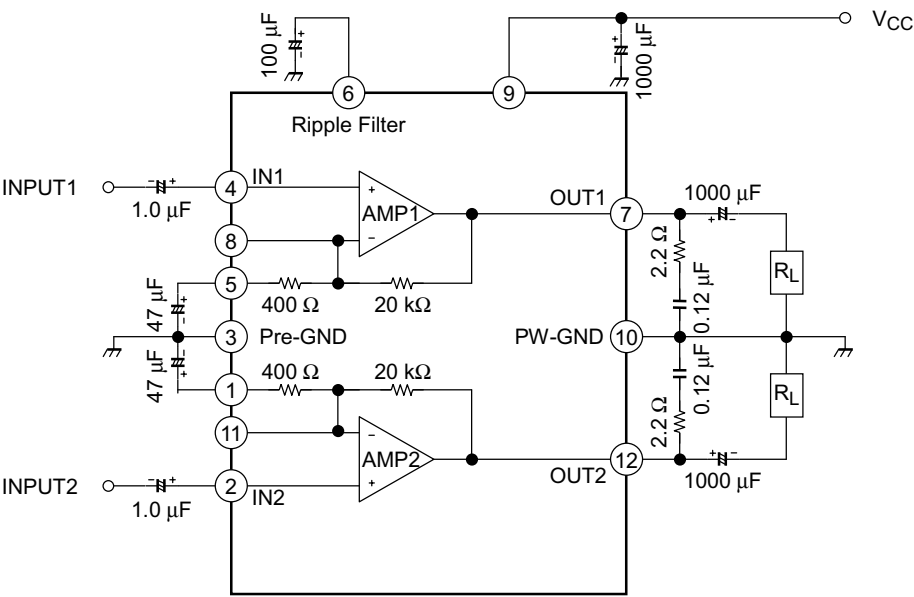 100 µF
1000 µF
VCC
6
9
Ripple Filter
INPUT1
1.0 µF
4
IN1
+
AMP1
−
OUT1
7
1000 µF
8
5
400 Ω
20 kΩ
2.2 Ω
0.12 µF
RL
47 µF
3
Pre-GND
PW-GND
10
47 µF
1
400 Ω
20 kΩ
2.2 Ω
0.12 µF
RL
11
−
AMP2
+
OUT2
12
1000 µF
INPUT2
1.0 µF
2
IN2